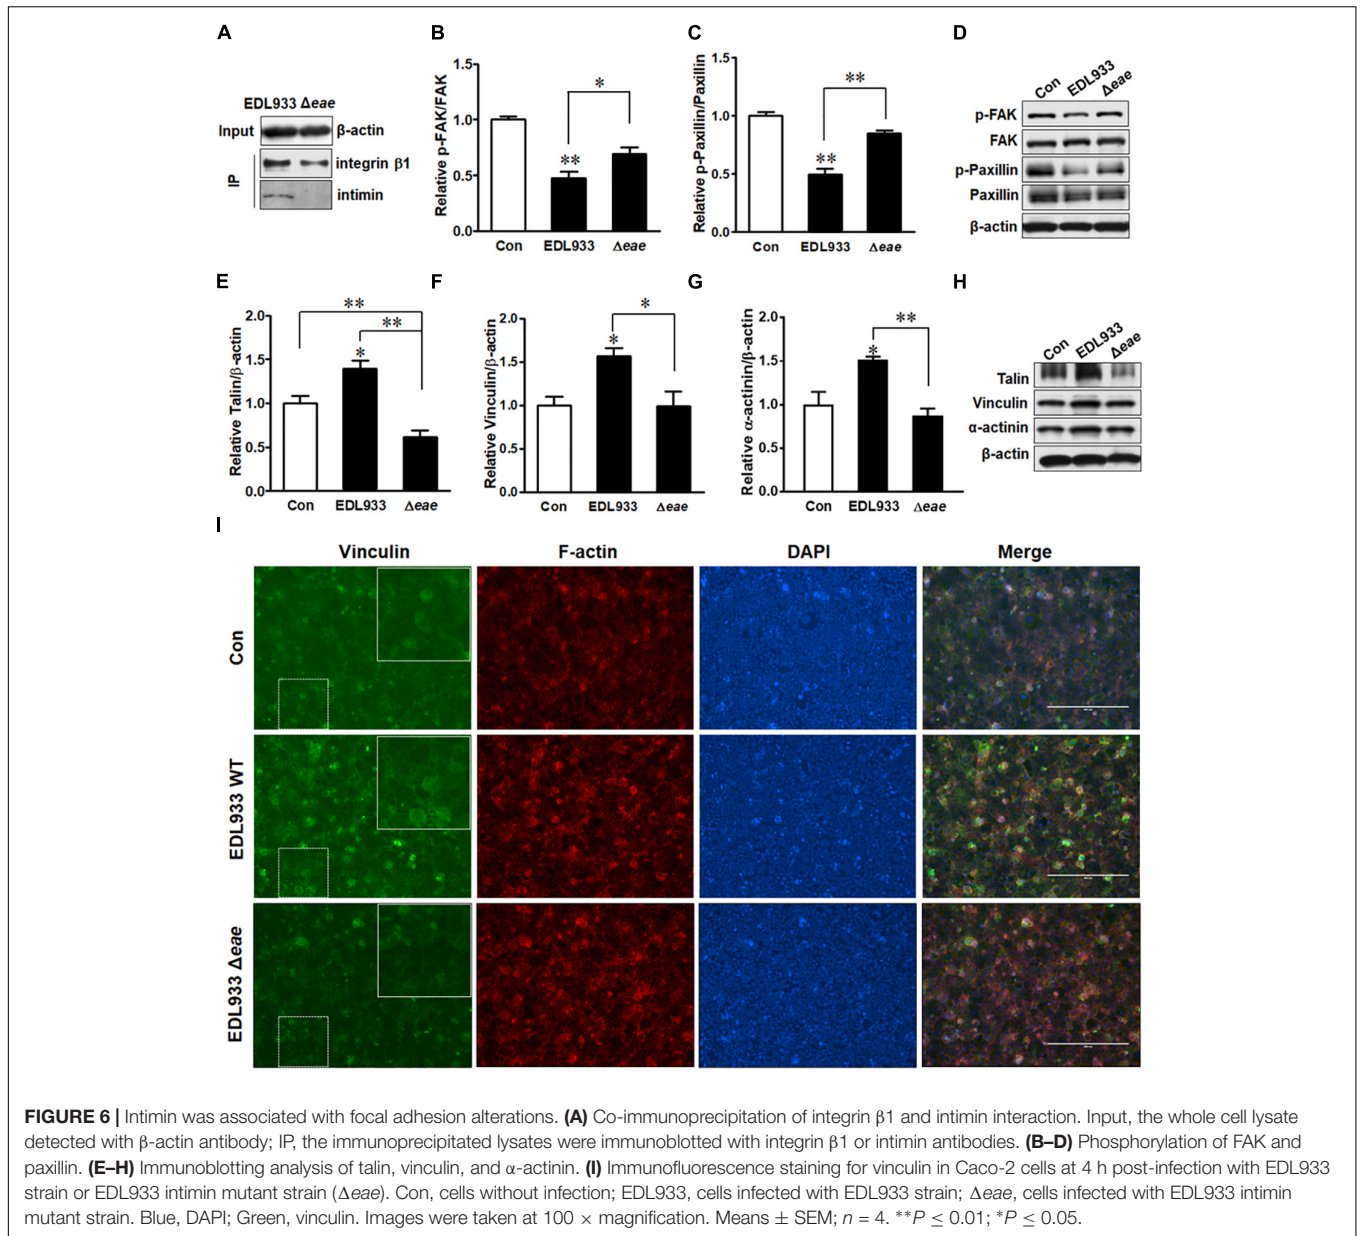 A
EDL933 Δeae
Input
β-actin
IP
integrin β1
intimin
B
Relative p-FAK/FAK
1.5
1.0
0.5
0.0
*
**
Con
EDL933
Δeae
C
Relative p-Paxillin/Paxillin
1.5
1.0
0.5
0.0
**
**
Con
EDL933
Δeae
D
Con
EDL933
Δeae
p-FAK
FAK
p-Paxillin
Paxillin
β-actin
E
Relative Talin/β-actin
2.0
1.5
1.0
0.5
0.0
**
**
*
Con
EDL933
Δeae
F
Relative Vinculin/β-actin
2.0
1.5
1.0
0.5
0.0
*
*
Con
EDL933
Δeae
G
Relative α-actinin/β-actin
2.0
1.5
1.0
0.5
0.0
**
*
Con
EDL933
Δeae
H
Con
EDL933
Δeae
Talin
Vinculin
α-actinin
β-actin
I
Vinculin
F-actin
DAPI
Merge
Con
EDL933 WT
EDL933 Δeae
FIGURE 6 | Intimin was associated with focal adhesion alterations. (A) Co-immunoprecipitation of integrin β1 and intimin interaction. Input, the whole cell lysate
detected with β-actin antibody; IP, the immunoprecipitated lysates were immunoblotted with integrin β1 or intimin antibodies. (B–D) Phosphorylation of FAK and
paxillin. (E–H) Immunoblotting analysis of talin, vinculin, and α-actinin. (I) Immunofluorescence staining for vinculin in Caco-2 cells at 4 h post-infection with EDL933
strain or EDL933 intimin mutant strain (Δeae). Con, cells without infection; EDL933, cells infected with EDL933 strain; Δeae, cells infected with EDL933 intimin
mutant strain. Blue, DAPI; Green, vinculin. Images were taken at 100 × magnification. Means ± SEM; n = 4. **P ≤ 0.01; *P ≤ 0.05.